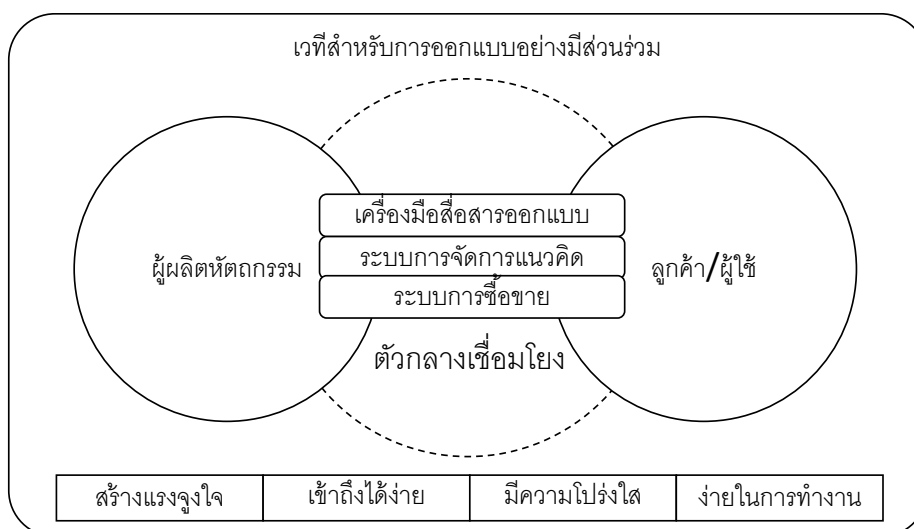 เวทีสำหรับการออกแบบอย่างมีส่วนร่วม
เครื่องมือสื่อสารออกแบบ
ผู้ผลิตหัตถกรรม
ระบบการจัดการแนวคิด
ลูกค้า/ผู้ใช้
ระบบการซื้อขาย
ตัวกลางเชื่อมโยง
สร้างแรงจูงใจ
เข้าถึงได้ง่าย
มีความโปร่งใส
ง่ายในการทำงาน